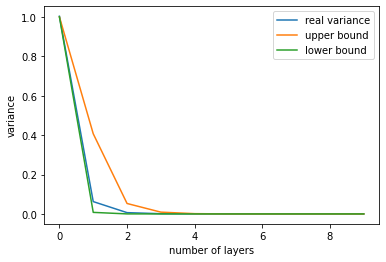 real variance
upper bound
lower bound
1.0
0.8
0.6
0.4
0.2
0.0
variance
0 2 4 6 8
number of layers